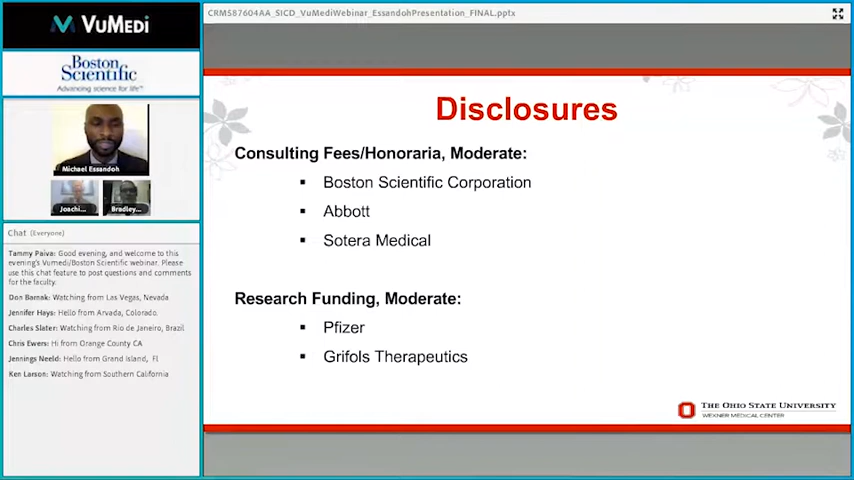 CRMS87604AA_SICD_VuMediWebinar_EssandohPresentation_FINAL.pptx
VUMEDI
Boston
Scientific
Advancing science for life™
Michael Essandoh
Joachi...
Bradley...
Chat (Everyone)
Tammy Paiva: Good evening, and welcome to this
evening's Vumedi/Boston Scientific webinar. Please
use this chat feature to post questions and comments
for the faculty.
Don Barnak: Watching from Las Vegas, Nevada
Jennifer Hays: Hello from Arvada, Colorado.
Charles Slater: Watching from Rio de Janeiro, Brazil
Chris Ewers: Hi from Orange County CA
Jennings Neeld: Hello from Grand Island, Fl
Ken Larson: Watching from Southern California
Disclosures
Consulting Fees/Honoraria, Moderate:
▪ Boston Scientific Corporation
▪ Abbott
▪ Sotera Medical
Research Funding, Moderate:
▪ Pfizer
▪ Grifols Therapeutics
THE OHIO STATE UNIVERSITY
WEXNER MEDICAL CENTER